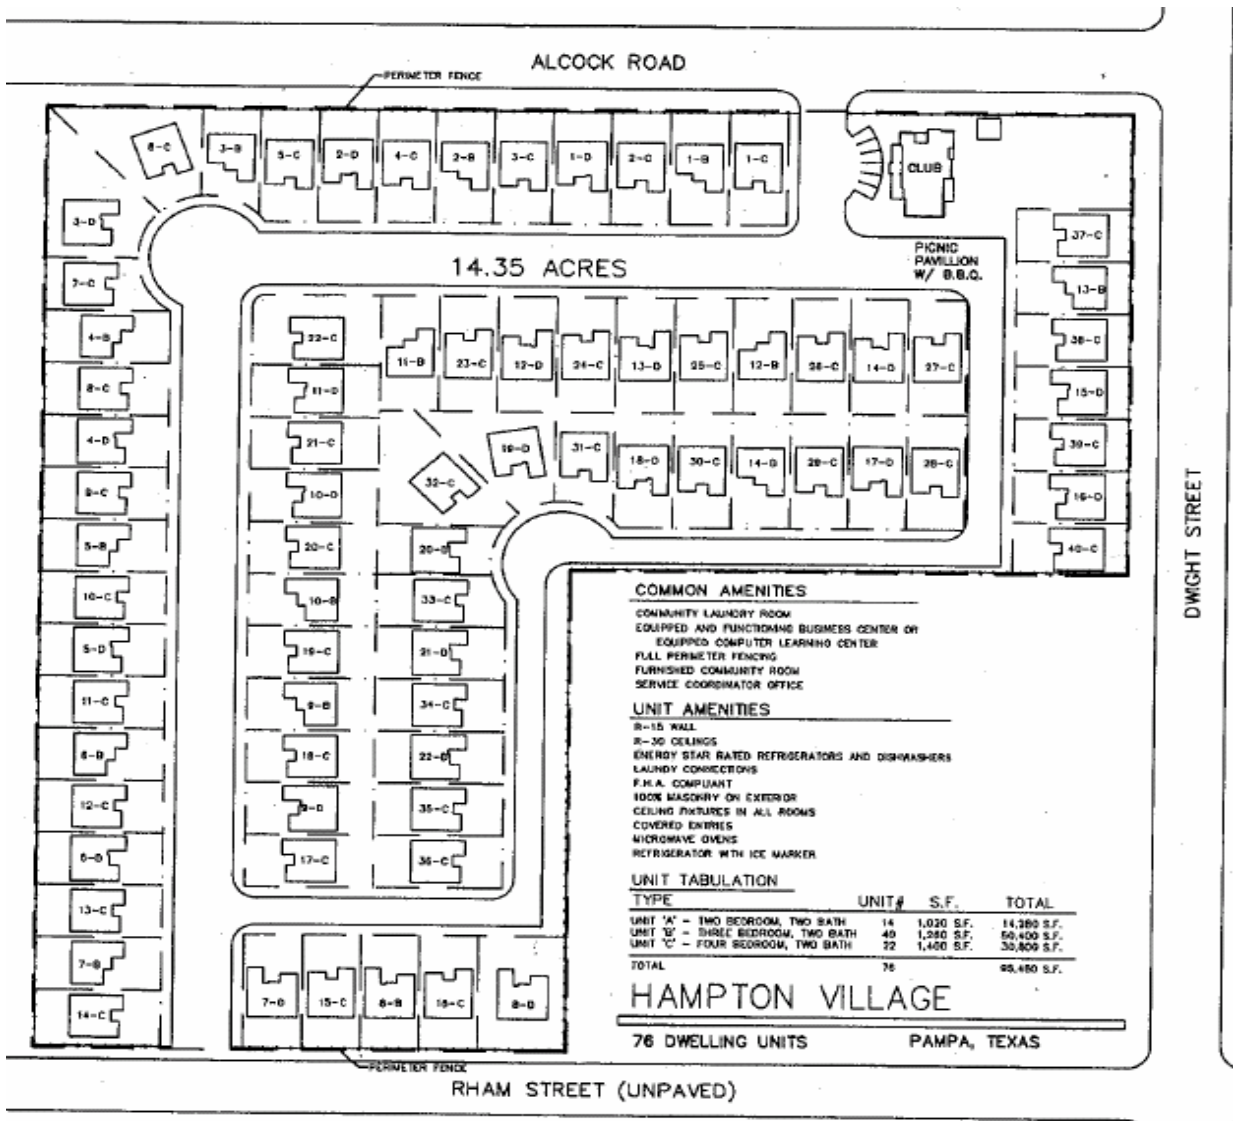 ALCOCK ROAD
PERIMETER FENCE
6-C 3-B 5-C 2-D 4-C 2-B 3-C 1-D 2-C 1-B 1-C
CLUB
3-D
37-C
PICNIC
PAVILLION
W/ B.B.Q.
14.35 ACRES
7-C
13-B
4-B
22-C
38-C
11-B 23-C 12-D 24-C 13-D 25-C 12-B 26-C 14-D 27-C
8-C
11-D
15-D
4-D
21-C
39-C
19-D 31-C 18-D 30-C 14-B 29-C 17-D 28-C
32-C
9-C
10-D
16-D
DWIGHT STREET
5-B
20-C
20-D
40-C
10-C
10-B
33-C
5-D
19-C
21-D
11-C
9-B
34-C
6-B
18-C
22-D
12-C
9-D
35-C
6-D
17-C
36-C
13-C
7-B
14-C
7-D 15-C 8-B 16-C 8-D
COMMON AMENITIES
COMMUNITY LAUNDRY ROOM
EQUIPPED AND FUNCTIONING BUSINESS CENTER OR
EQUIPPED COMPUTER LEARNING CENTER
FULL PERIMETER FENCING
FURNISHED COMMUNITY ROOM
SERVICE COORDINATOR OFFICE
UNIT AMENITIES
R-15 WALL
R-30 CEILINGS
ENERGY STAR RATED REFRIGERATORS AND DISHWASHERS
LAUNDY CONNECTIONS
F.H.A. COMPLIANT
100% MASONRY ON EXTERIOR
CEILING FIXTURES IN ALL ROOMS
COVERED ENTRIES
MICROWAVE OVENS
REFRIGERATOR WITH ICE MARKER
UNIT TABULATION
TYPE UNIT# S.F. TOTAL
UNIT 'A' - TWO BEDROOM, TWO BATH 14 1,020 S.F. 14,280 S.F.
UNIT 'B' - THREE BEDROOM, TWO BATH 40 1,260 S.F. 50,400 S.F.
UNIT 'C' - FOUR BEDROOM, TWO BATH 22 1,400 S.F. 30,800 S.F.
TOTAL 76 95,480 S.F.
HAMPTON VILLAGE
76 DWELLING UNITS PAMPA, TEXAS
PERIMETER FENCE
RHAM STREET (UNPAVED)